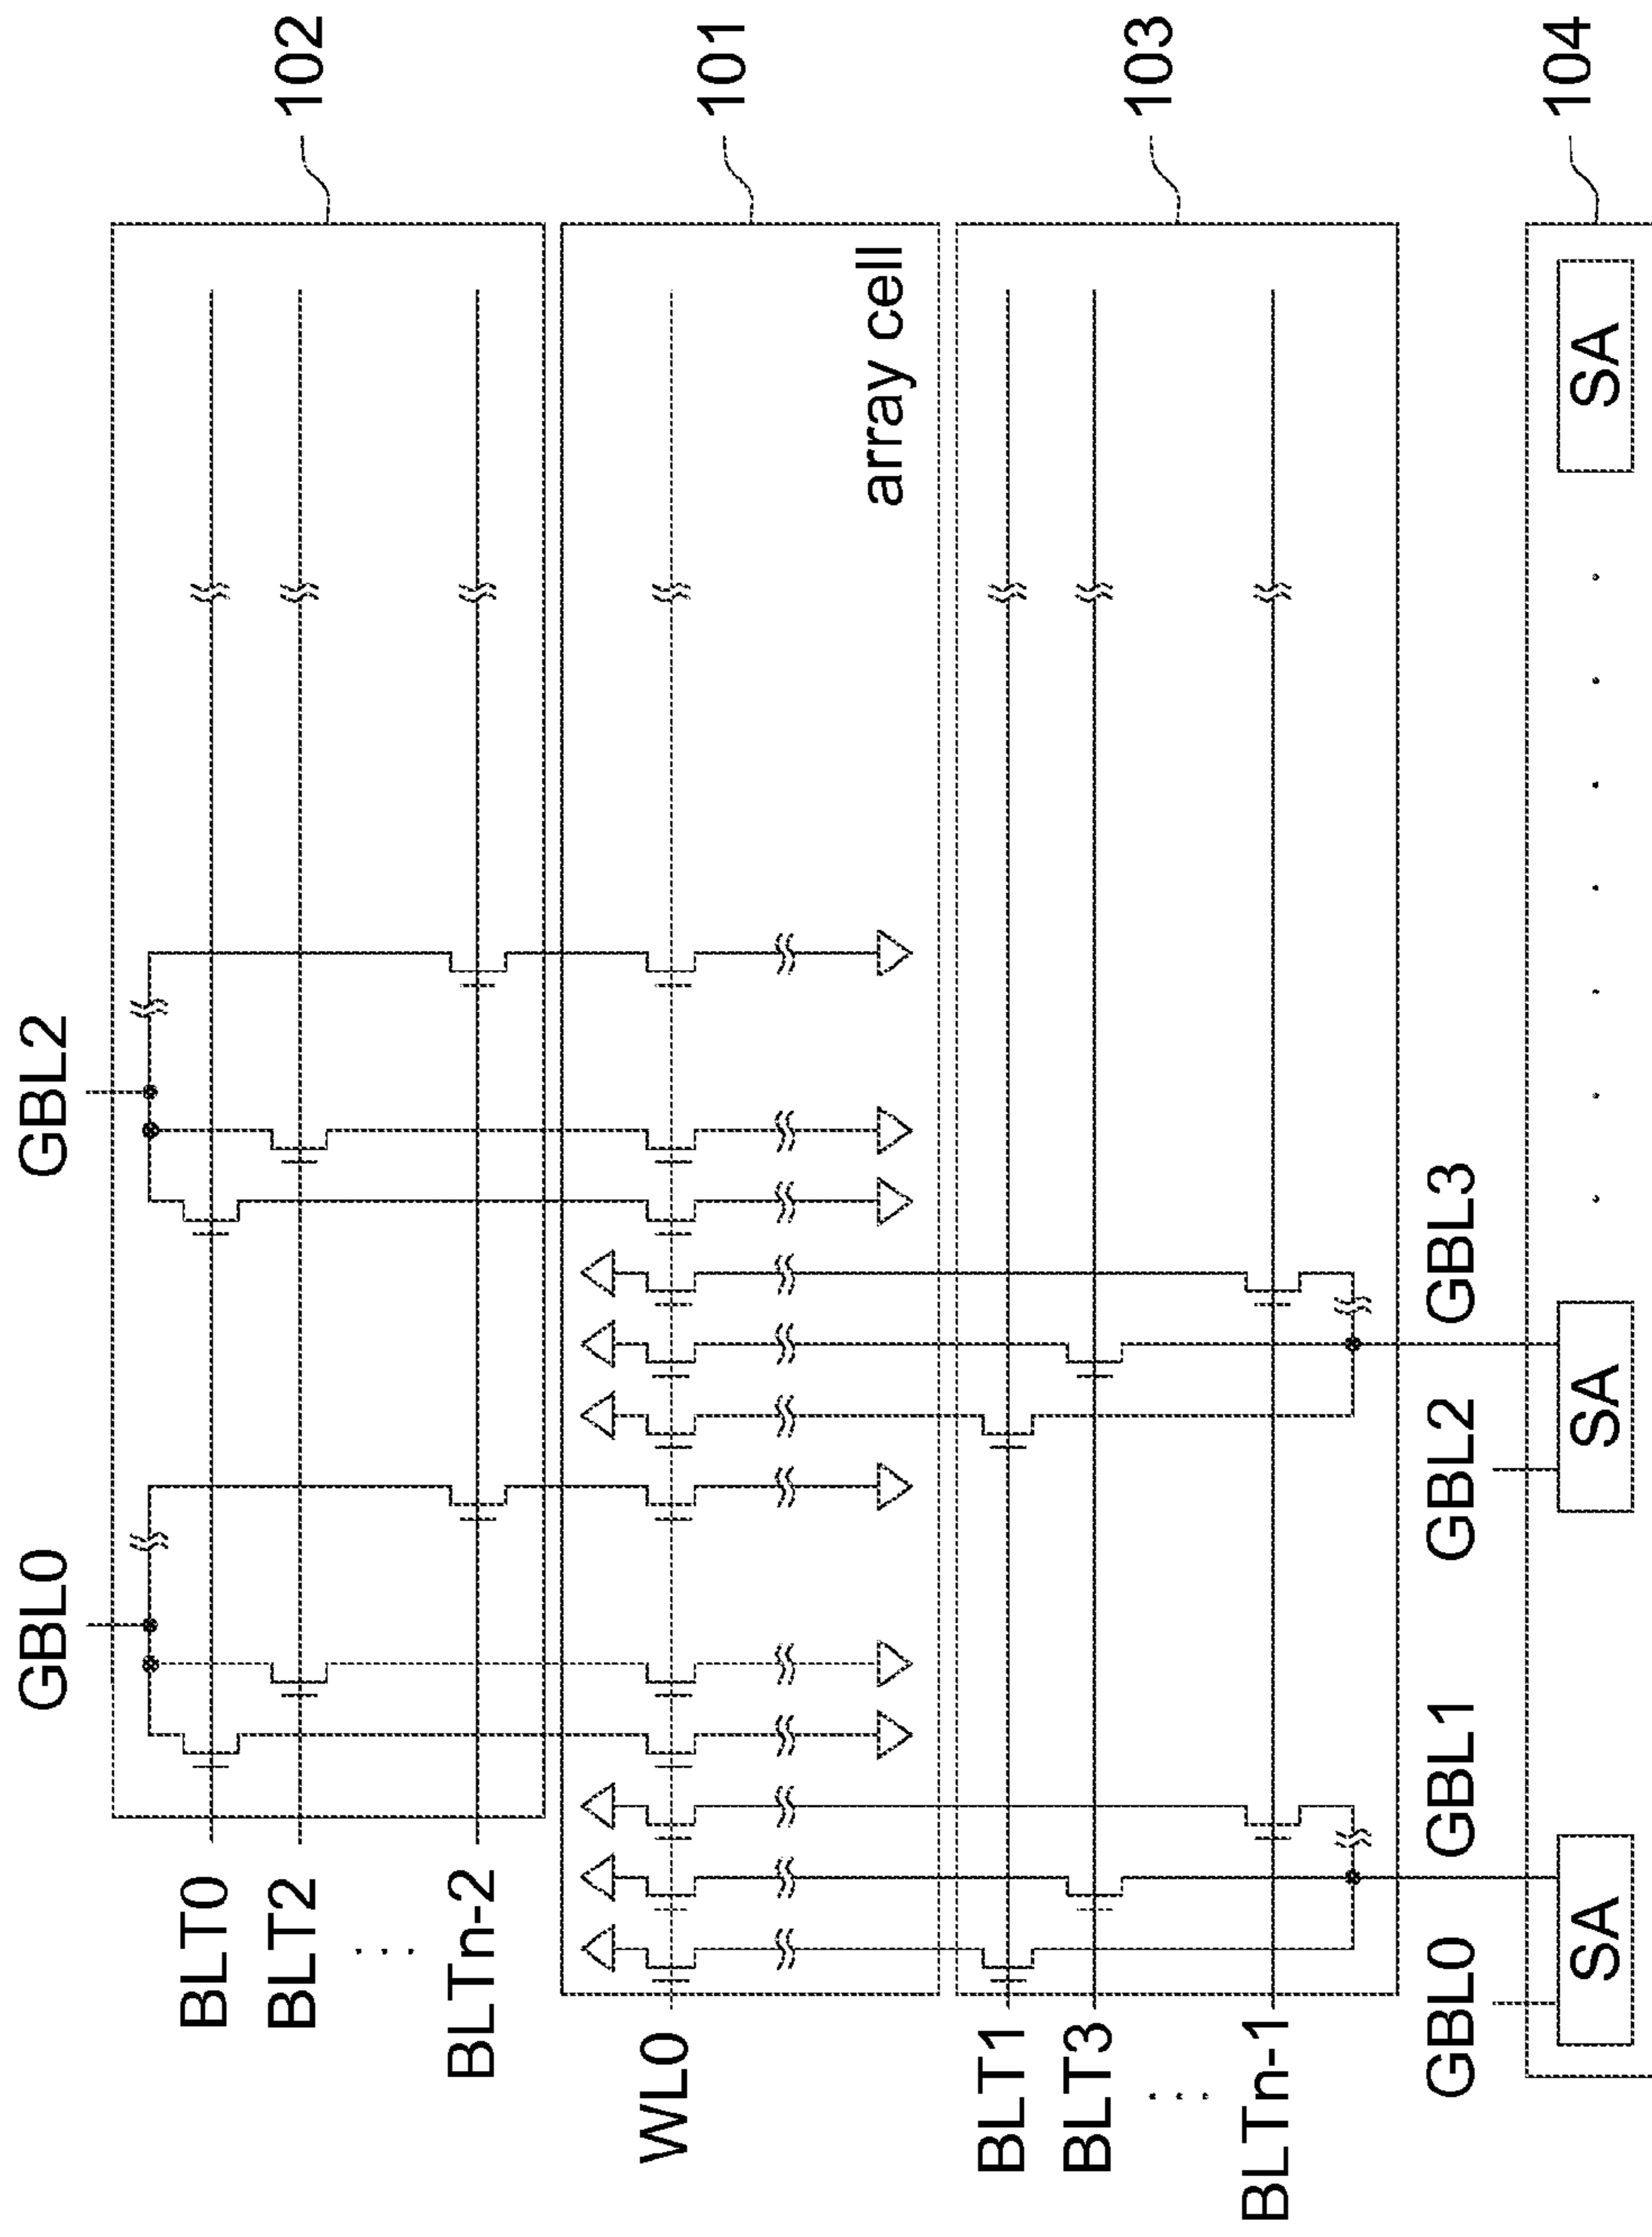 GBL0
GBL2
102
BLT0
BLT2
⋮
BLTn-2
101
WL0
array cell
103
BLT1
BLT3
⋮
BLTn-1
GBL0
GBL1
GBL2
GBL3
104
SA
SA
SA